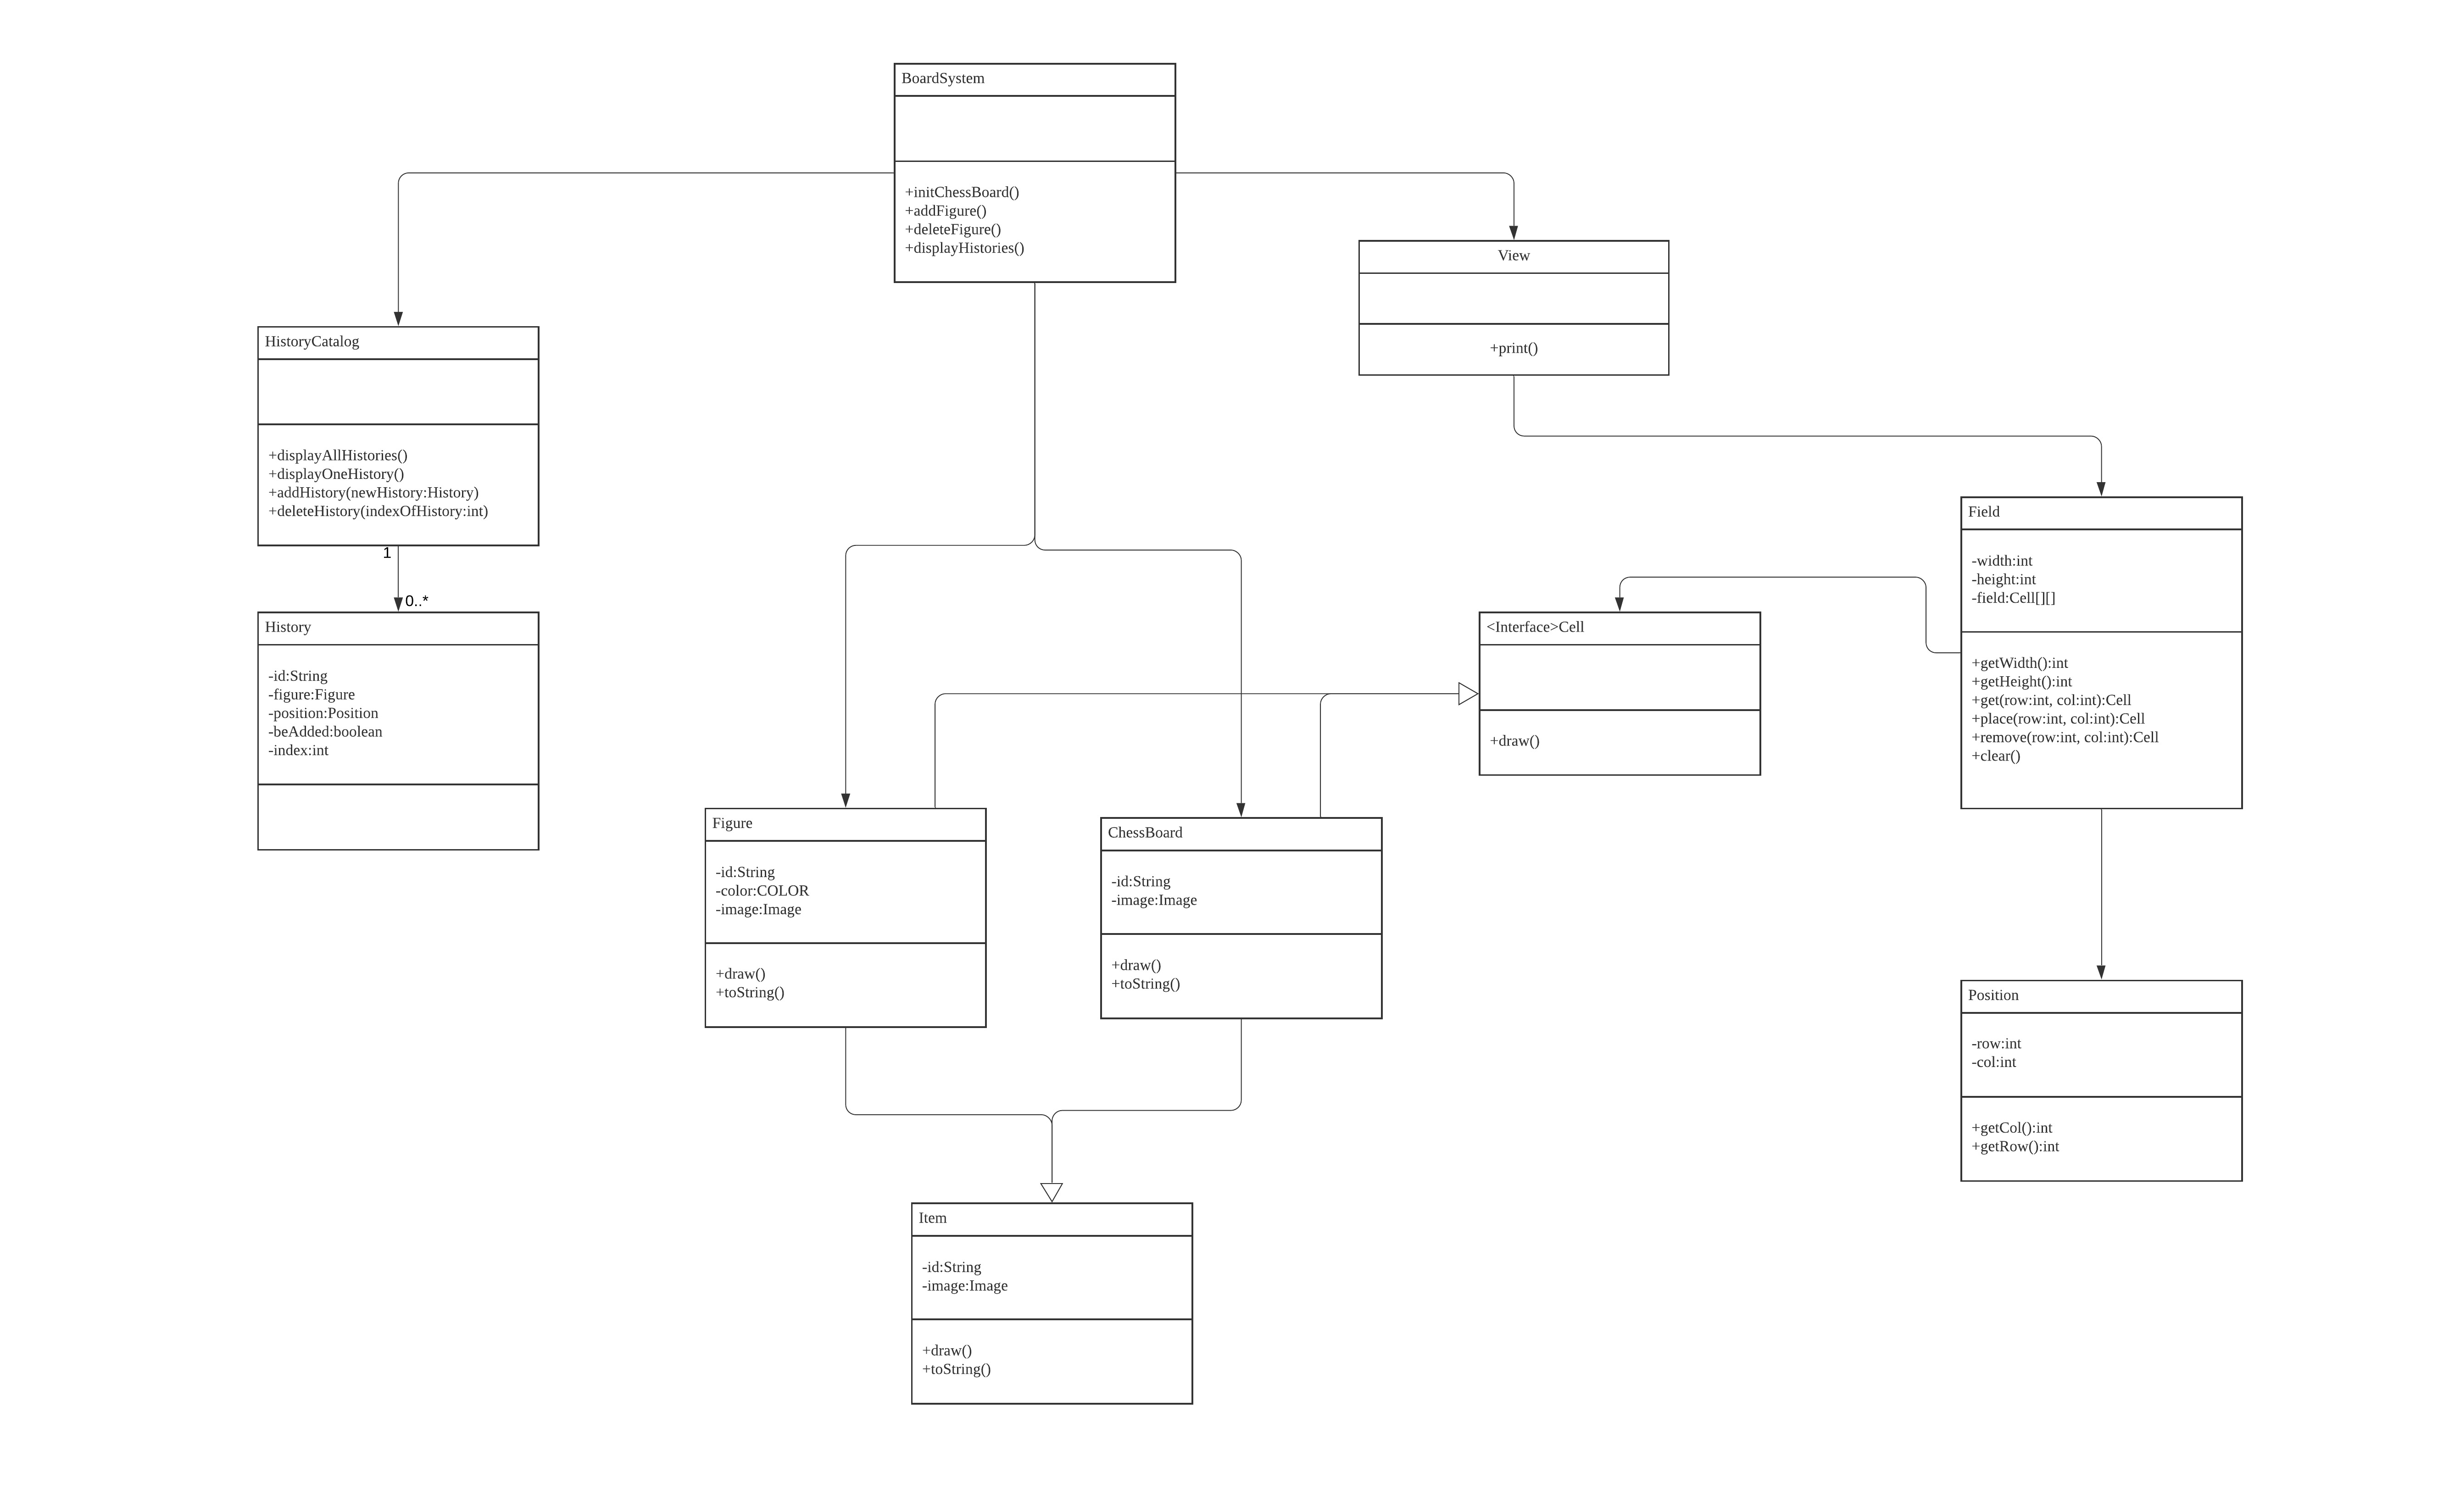 BoardSystem
+initChessBoard()
+addFigure()
+deleteFigure()
+displayHistories()
View
+print()
HistoryCatalog
+displayAllHistories()
+displayOneHistory()
+addHistory(newHistory:History)
+deleteHistory(indexOfHistory:int)
1
0..*
History
-id:String
-figure:Figure
-position:Position
-beAdded:boolean
-index:int
Field
-width:int
-height:int
-field:Cell[][]
+getWidth():int
+getHeight():int
+get(row:int, col:int):Cell
+place(row:int, col:int):Cell
+remove(row:int, col:int):Cell
+clear()
<Interface>Cell
+draw()
Figure
-id:String
-color:COLOR
-image:Image
+draw()
+toString()
ChessBoard
-id:String
-image:Image
+draw()
+toString()
Position
-row:int
-col:int
+getCol():int
+getRow():int
Item
-id:String
-image:Image
+draw()
+toString()